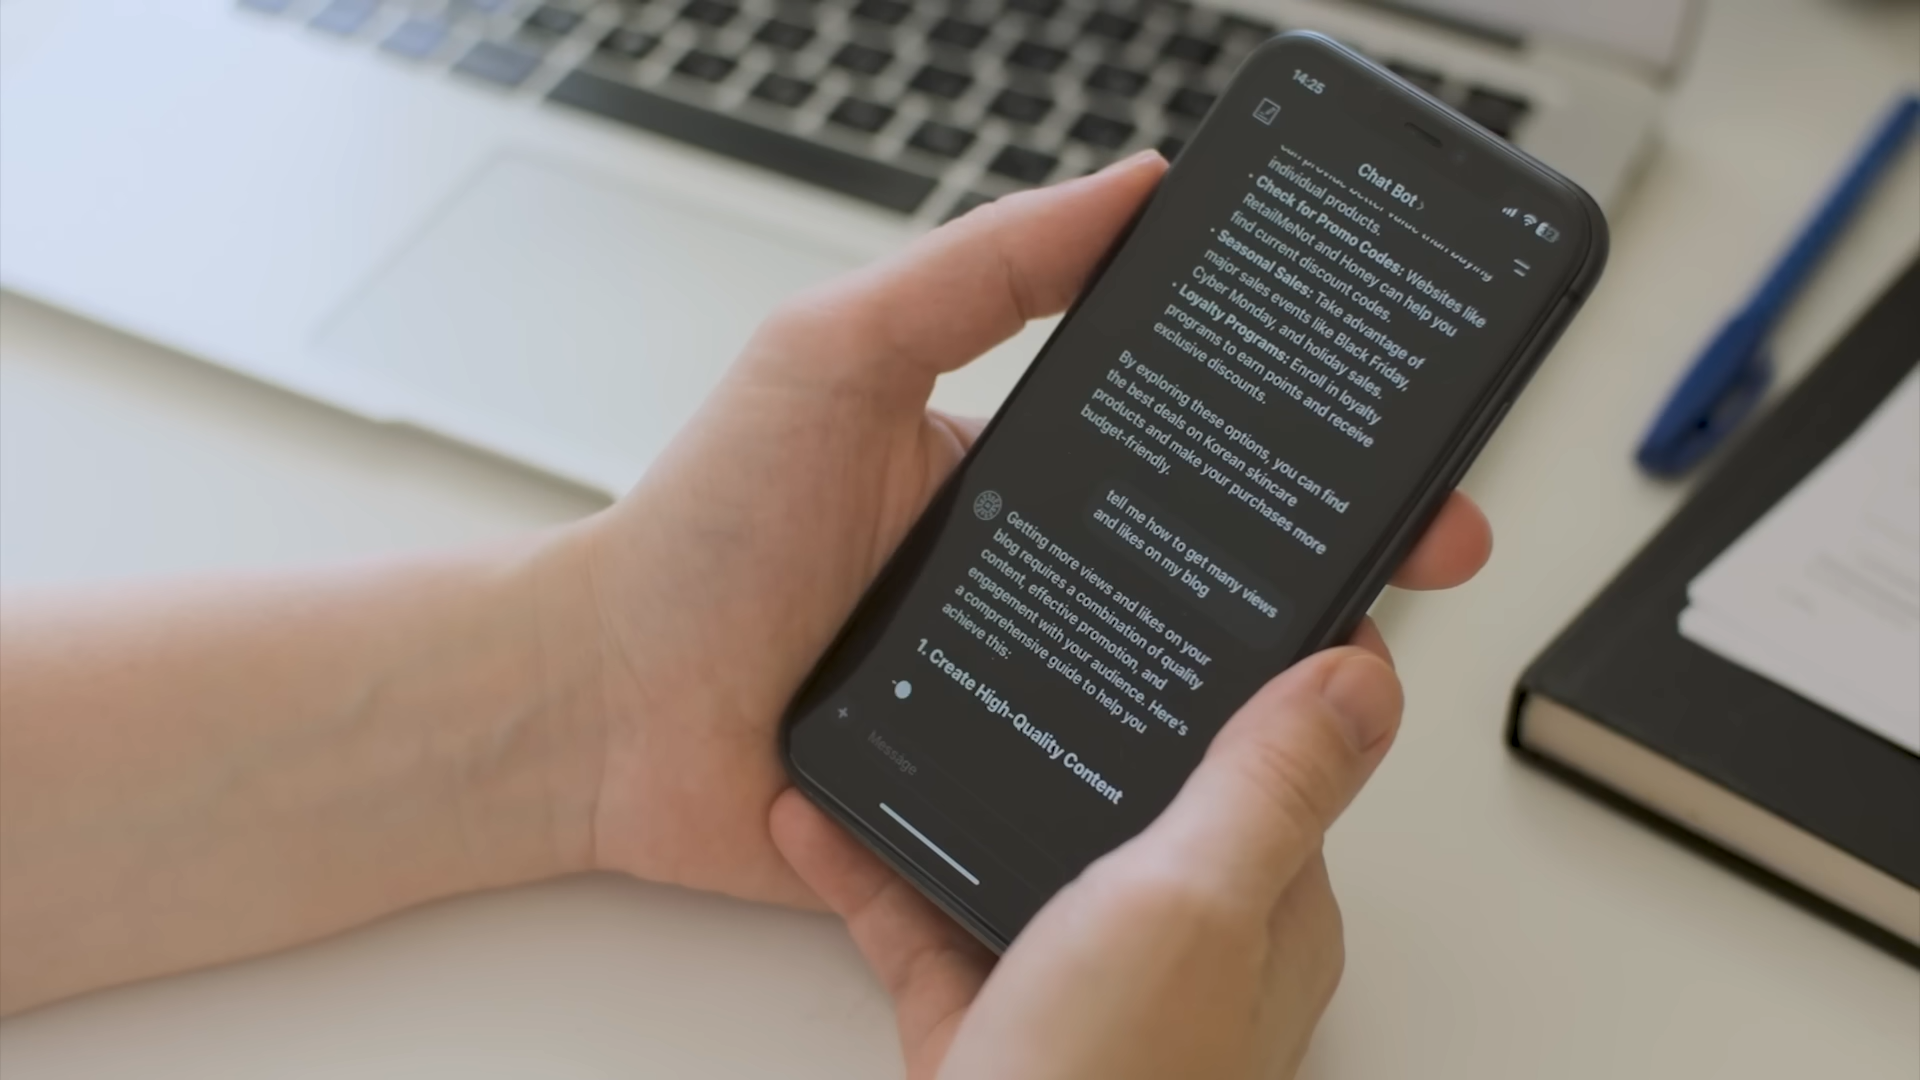 14:25
Chat Bot
individual products.
• Check for Promo Codes: Websites like
RetailMeNot and Honey can help you
find current discount codes.
• Seasonal Sales: Take advantage of
major sales events like Black Friday,
Cyber Monday, and holiday sales.
• Loyalty Programs: Enroll in loyalty
programs to earn points and receive
exclusive discounts.
By exploring these options, you can find
the best deals on Korean skincare
products and make your purchases more
budget-friendly.
tell me how to get many views
and likes on my blog
Getting more views and likes on your
blog requires a combination of quality
content, effective promotion, and
engagement with your audience. Here's
a comprehensive guide to help you
achieve this:
1. Create High-Quality Content
Message